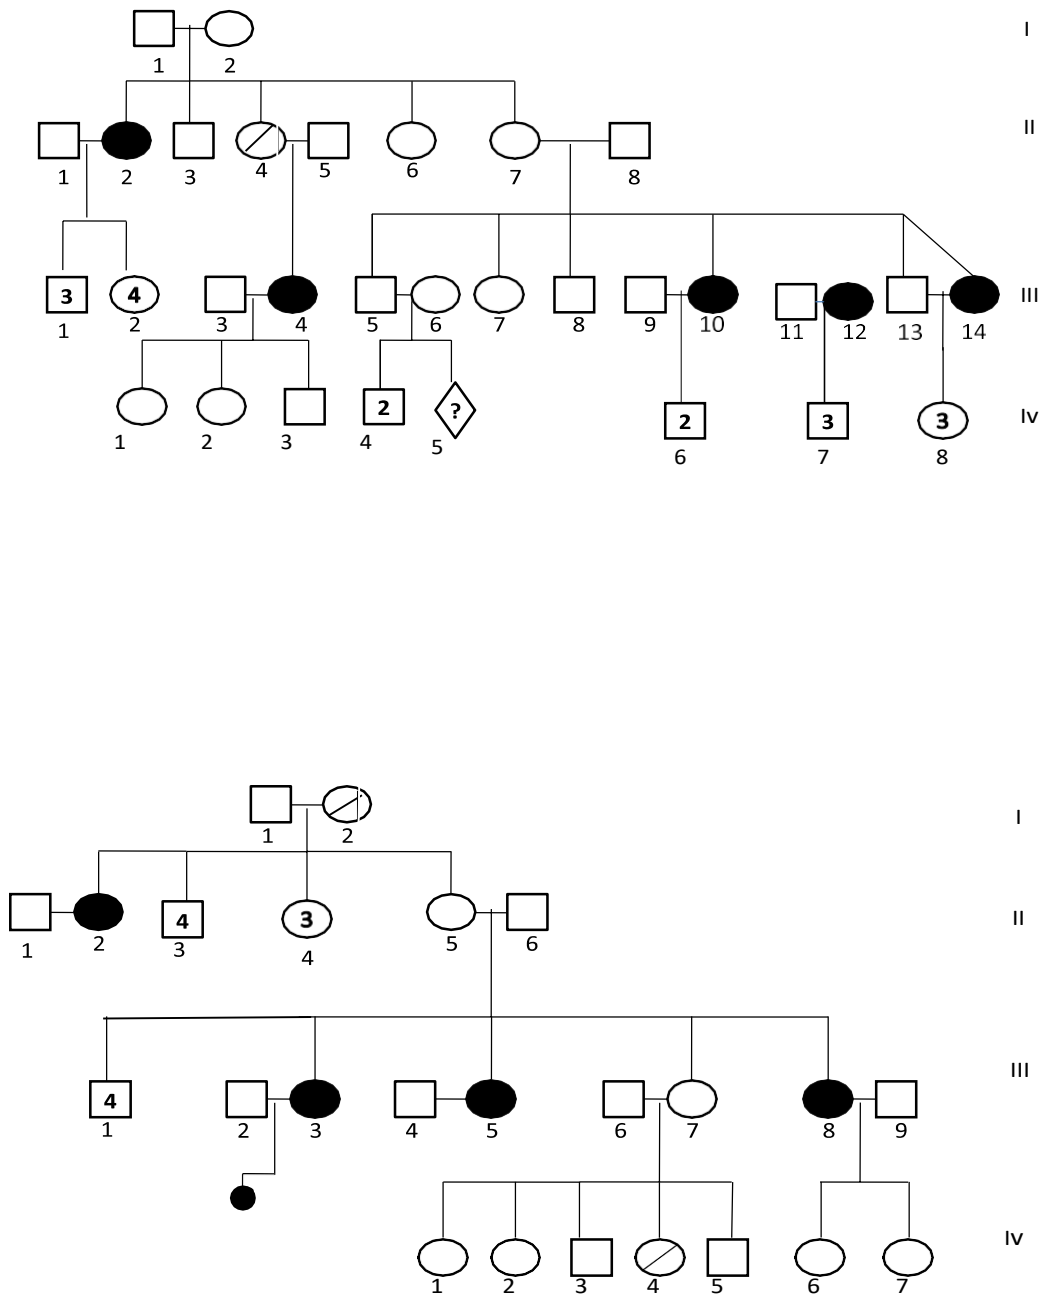 I
1 2
II
1 2 3 4 5 6 7 8
3 4 III
1 2 3 4 5 6 7 8 9 10 11 12 13 14
2 ? 2 3 3 Iv
1 2 3 4 5 6 7 8
I
1 2
4 3 II
1 2 3 4 5 6
III
4
1 2 3 4 5 6 7 8 9
Iv
1 2 3 4 5 6 7